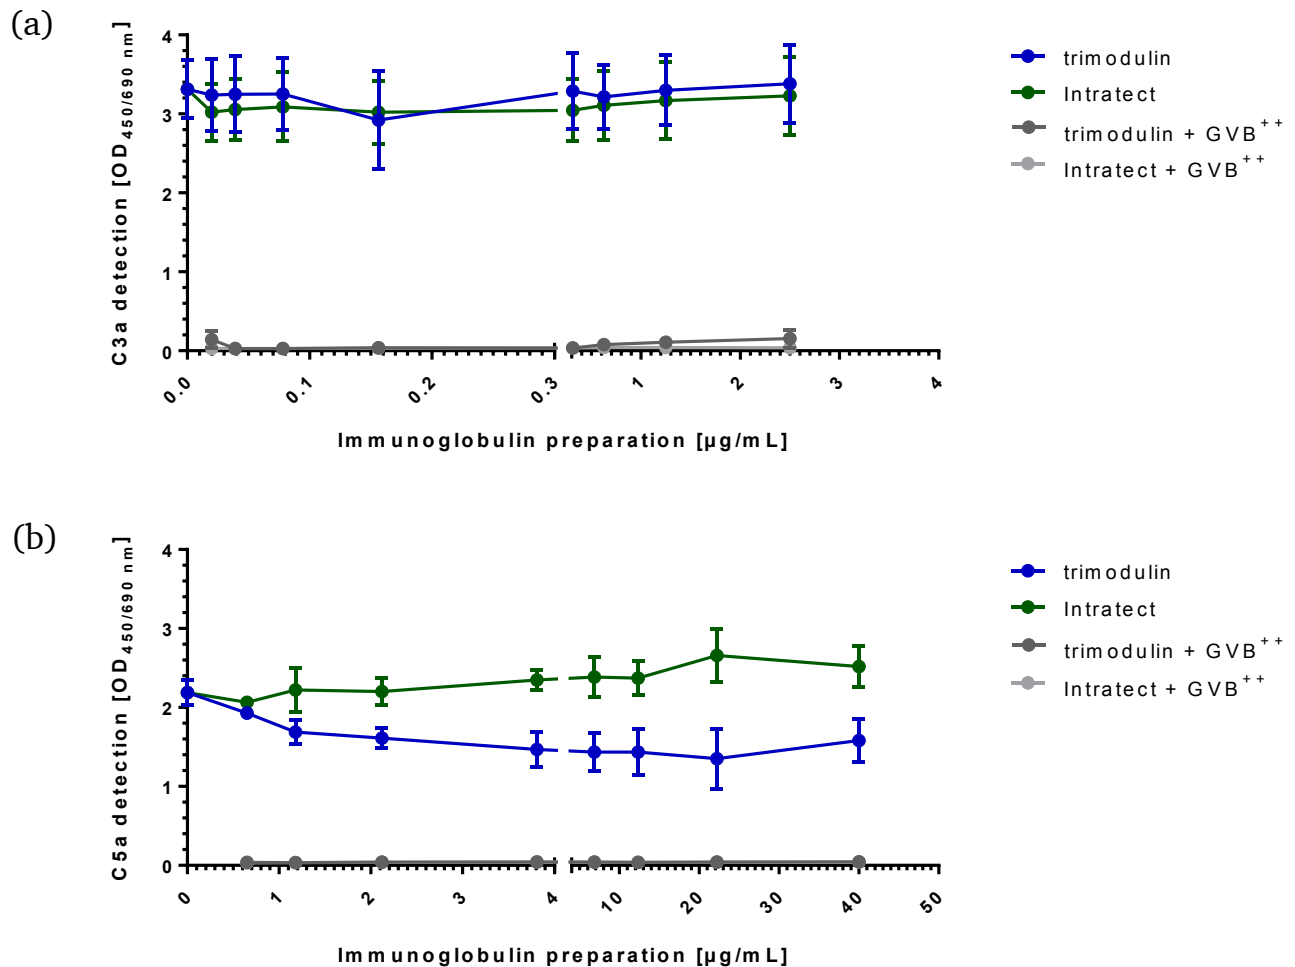 (a)
C3a detection [OD450/690 nm]
4
3
2
1
0
0.0
0.1
0.2
0.3
1
2
3
4
Immunoglobulin preparation [µg/mL]
trimodulin
Intratect
trimodulin + GVB++
Intratect + GVB++
(b)
C5a detection [OD450/690 nm]
4
3
2
1
0
0
1
2
3
4
10
20
30
40
50
Immunoglobulin preparation [µg/mL]
trimodulin
Intratect
trimodulin + GVB++
Intratect + GVB++